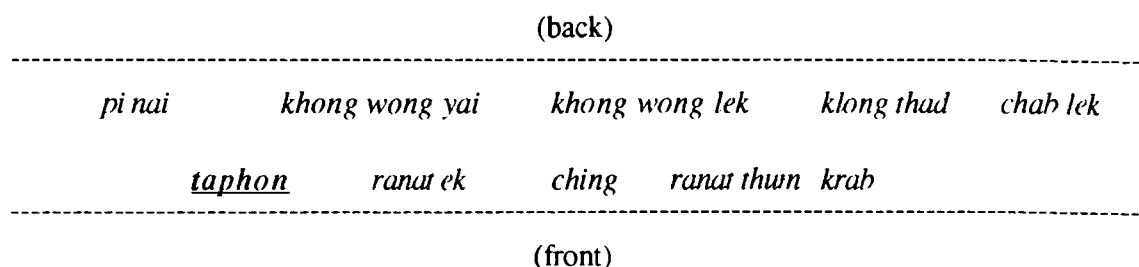 (back)
pi nai khong wong yai khong wong lek klong thad chab lek
taphon ranat ek ching ranat thum krab
(front)